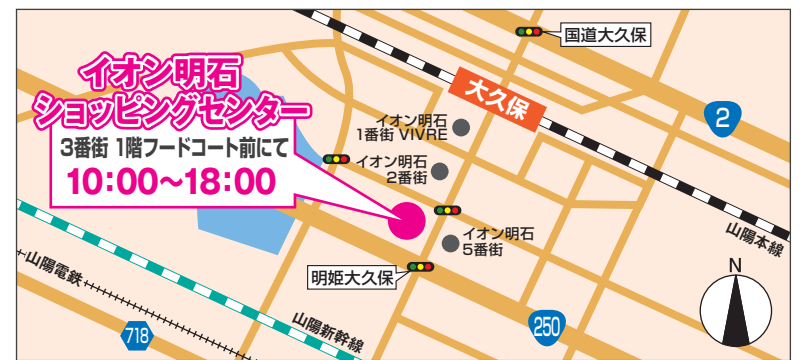 国道大久保
イオン明石
ショッピングセンター
3番街 1階フードコート前にて
10:00〜18:00
大久保
2
イオン明石
1番街 VIVRE
イオン明石
2番街
イオン明石
5番街
山陽本線
明姫大久保
N
山陽電鉄
山陽新幹線
718
250